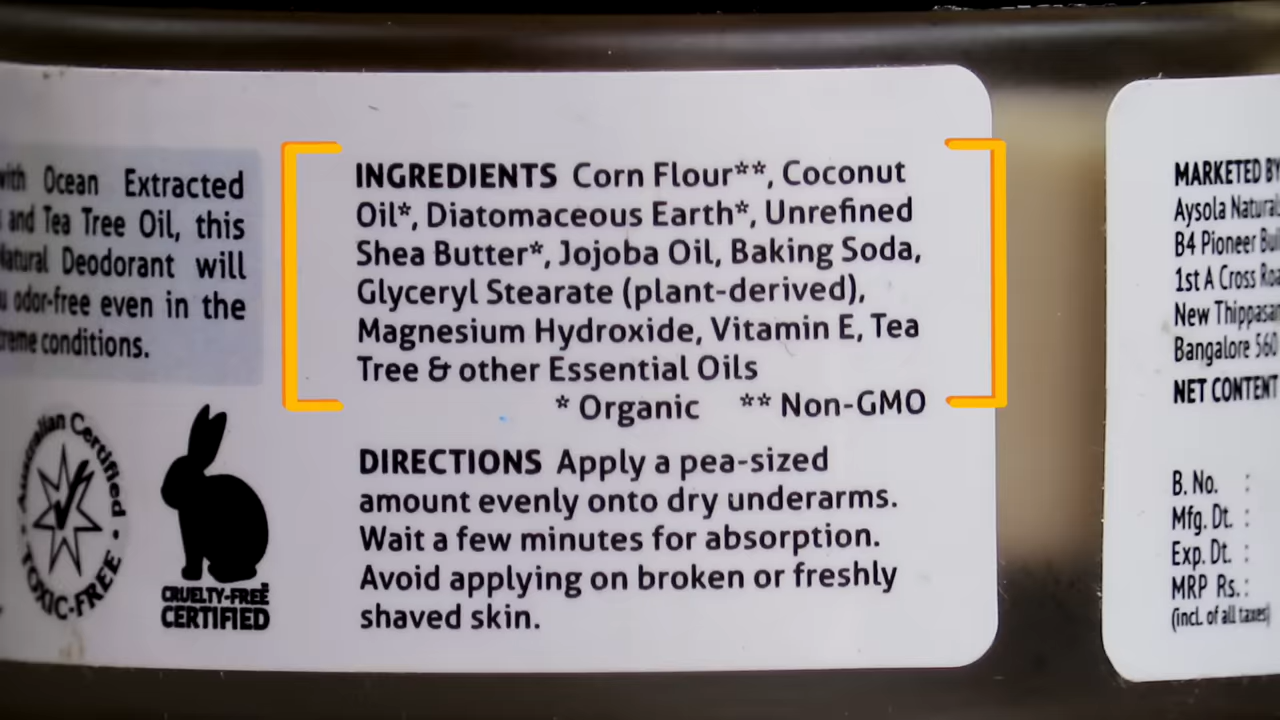 with Ocean Extracted
and Tea Tree Oil, this
Natural Deodorant will
odor-free even in the
conditions.
Australian Certified
TOXIC-FREE
CRUELTY-FREE
CERTIFIED
INGREDIENTS Corn Flour**, Coconut
Oil*, Diatomaceous Earth*, Unrefined
Shea Butter*, Jojoba Oil, Baking Soda,
Glyceryl Stearate (plant-derived),
Magnesium Hydroxide, Vitamin E, Tea
Tree & other Essential Oils
* Organic ** Non-GMO
DIRECTIONS Apply a pea-sized
amount evenly onto dry underarms.
Wait a few minutes for absorption.
Avoid applying on broken or freshly
shaved skin.
MARKETED BY
Aysola
B4 Pioneer
1st A Cross
New
Bangalore 560
NET CONTENT
B. No. :
Mfg. Dt. :
Exp. Dt. :
MRP Rs. :
(incl. of all taxes)